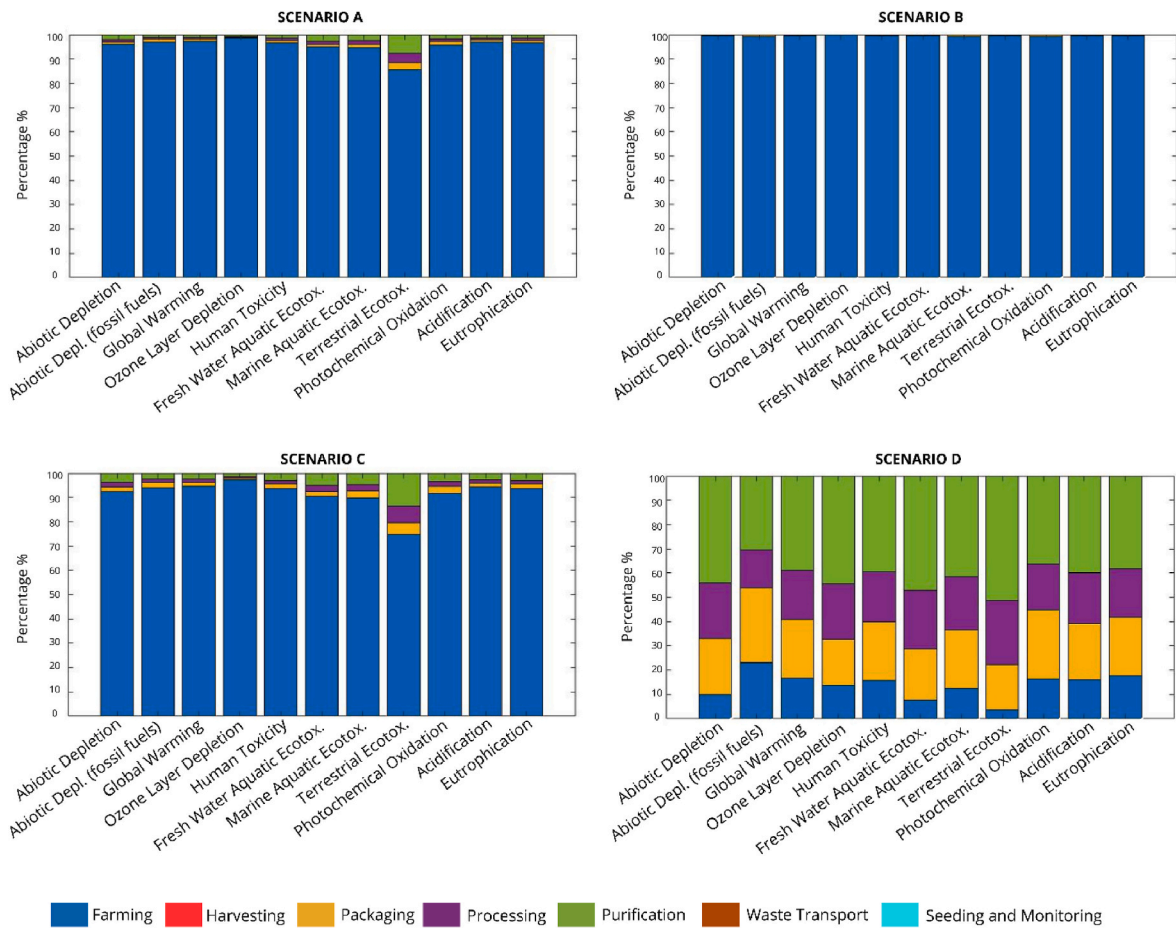 SCENARIO A
Percentage %
100
90
80
70
60
50
40
30
20
10
0
Abiotic Depletion
Abiotic Depl. (fossil fuels)
Global Warming
Ozone Layer Depletion
Human Toxicity
Fresh Water Aquatic Ecotox.
Marine Aquatic Ecotox.
Terrestrial Ecotox.
Photochemical Oxidation
Acidification
Eutrophication
SCENARIO B
Percentage %
100
90
80
70
60
50
40
30
20
10
0
Abiotic Depletion
Abiotic Depl. (fossil fuels)
Global Warming
Ozone Layer Depletion
Human Toxicity
Fresh Water Aquatic Ecotox.
Marine Aquatic Ecotox.
Terrestrial Ecotox.
Photochemical Oxidation
Acidification
Eutrophication
SCENARIO C
Percentage %
100
90
80
70
60
50
40
30
20
10
0
Abiotic Depletion
Abiotic Depl. (fossil fuels)
Global Warming
Ozone Layer Depletion
Human Toxicity
Fresh Water Aquatic Ecotox.
Marine Aquatic Ecotox.
Terrestrial Ecotox.
Photochemical Oxidation
Acidification
Eutrophication
SCENARIO D
Percentage %
100
90
80
70
60
50
40
30
20
10
0
Abiotic Depletion
Abiotic Depl. (fossil fuels)
Global Warming
Ozone Layer Depletion
Human Toxicity
Fresh Water Aquatic Ecotox.
Marine Aquatic Ecotox.
Terrestrial Ecotox.
Photochemical Oxidation
Acidification
Eutrophication
Farming Harvesting Packaging Processing Purification Waste Transport Seeding and Monitoring